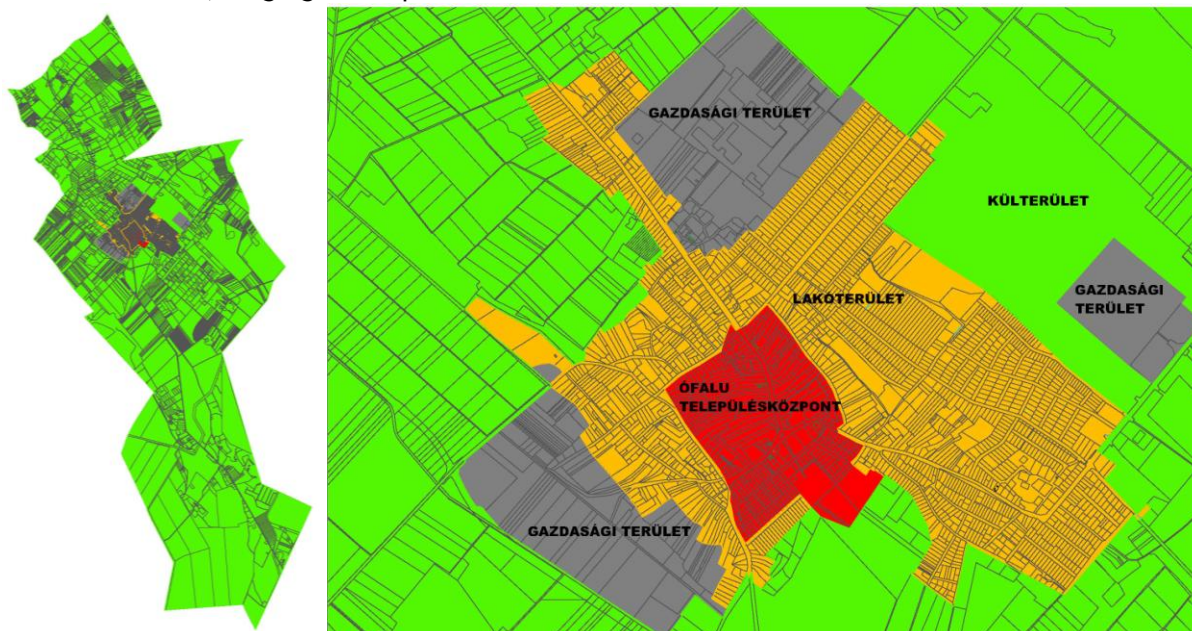 GAZDASÁGI TERÜLET
KÜLTERÜLET
GAZDASÁGI
TERÜLET
LAKÓTERÜLET
ÓFALU
TELEPÜLÉSKÖZPONT
GAZDASÁGI TERÜLET